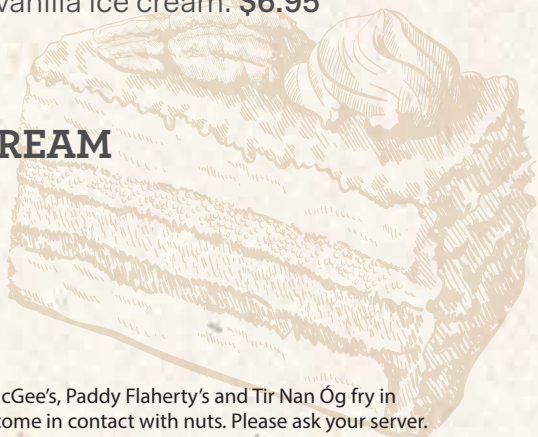 vanilla ice cream. $6.95
REAM
cGee's, Paddy Flaherty's and Tir Nan Óg fry in
come in contact with nuts. Please ask your server.